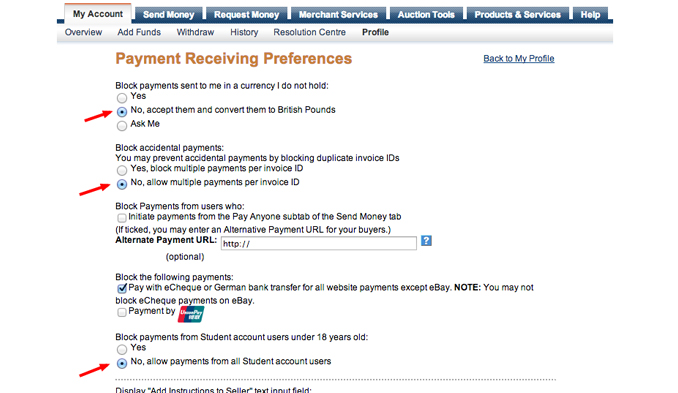 My Account Send Money Request Money Merchant Services Auction Tools Products & Services Help
Overview Add Funds Withdraw History Resolution Centre Profile
Payment Receiving Preferences Back to My Profile
Block payments sent to me in a currency I do not hold:
Yes
No, accept them and convert them to British Pounds
Ask Me
Block accidental payments:
You may prevent accidental payments by blocking duplicate invoice IDs
Yes, block multiple payments per invoice ID
No, allow multiple payments per invoice ID
Block Payments from users who:
Initiate payments from the Pay Anyone subtab of the Send Money tab
(If ticked, you may enter an Alternative Payment URL for your buyers.)
Alternate Payment URL: http:// ?
(optional)
Block the following payments:
Pay with eCheque or German bank transfer for all website payments except eBay. NOTE: You may not
block eCheque payments on eBay.
Payment by UnionPay
Block payments from Student account users under 18 years old:
Yes
No, allow payments from all Student account users
Display "Add Instructions to Seller" text input field: